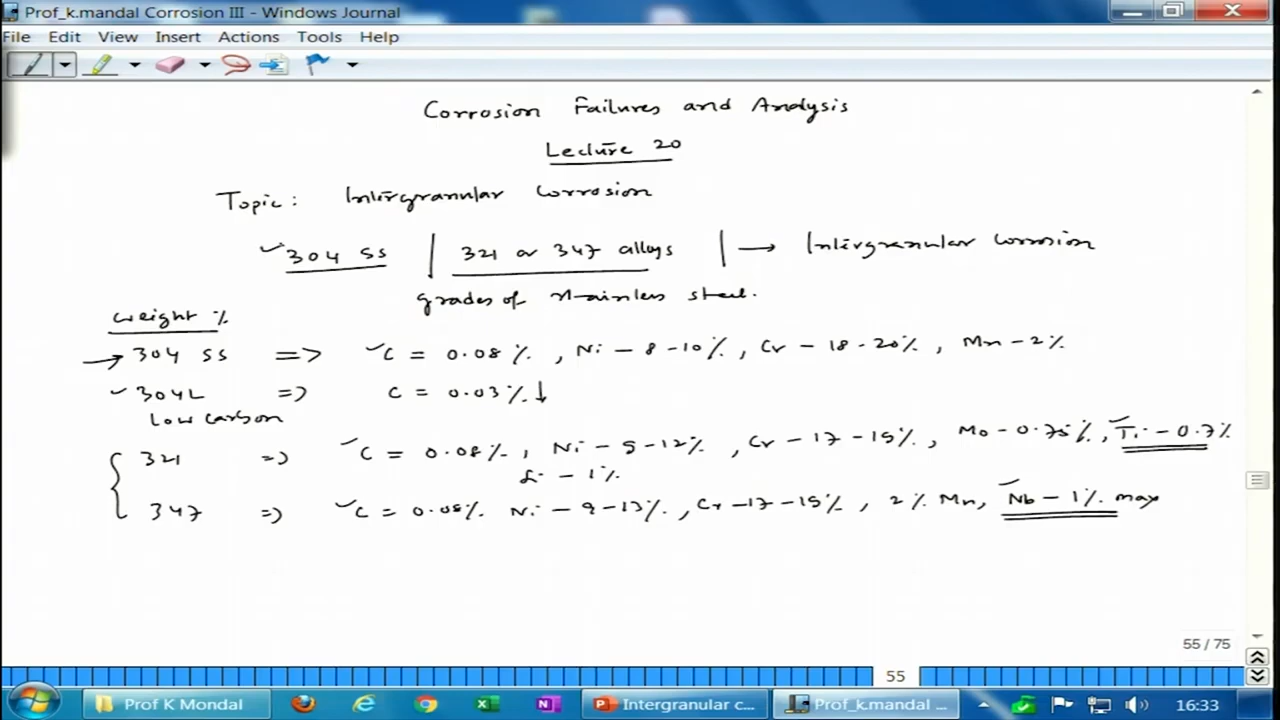 Prof_k.mandal Corrosion III - Windows Journal
File Edit View Insert Actions Tools Help
Corrosion Failures and Analysis
Lecture 20
Topic: Intergranular Corrosion
304 SS | 321 or 347 alloys | → Intergranular Corrosion
grades of stainless steel.
Weight %
→ 304 SS => C = 0.08%, Ni - 8-10%, Cr - 18-20%, Mn - 2%
304L => C = 0.03% ↓
Low Carbon
321 => C = 0.08%, Ni - 9-12%, Cr - 17-19%, Mo - 0.75%, Ti - 0.7%
Si - 1%
347 => C = 0.08% Ni - 9-13%, Cr - 17-19%, 2% Mn, Nb - 1% max
55 / 75
55
Prof K Mondal
Intergranular c...
Prof_k.mandal ...
16:33